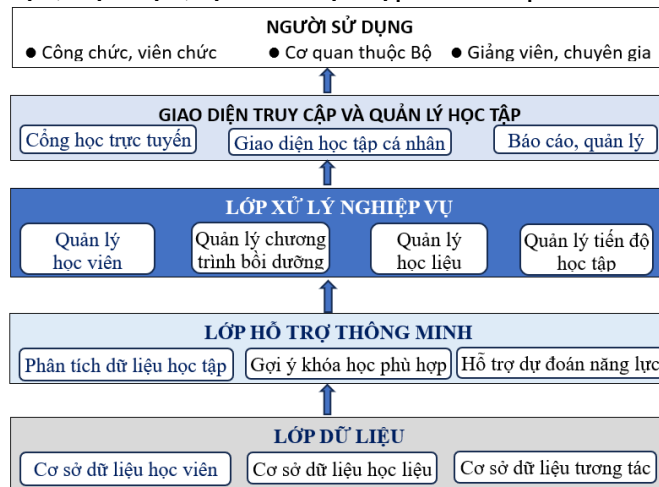 NGƯỜI SỬ DỤNG
● Công chức, viên chức ● Cơ quan thuộc Bộ ● Giảng viên, chuyên gia
GIAO DIỆN TRUY CẬP VÀ QUẢN LÝ HỌC TẬP
Cổng học trực tuyến Giao diện học tập cá nhân Báo cáo, quản lý
LỚP XỬ LÝ NGHIỆP VỤ
Quản lý
học viên
Quản lý chương
trình bồi dưỡng
Quản lý
học liệu
Quản lý tiến độ
học tập
LỚP HỖ TRỢ THÔNG MINH
Phân tích dữ liệu học tập Gợi ý khóa học phù hợp Hỗ trợ dự đoán năng lực
LỚP DỮ LIỆU
Cơ sở dữ liệu học viên Cơ sở dữ liệu học liệu Cơ sở dữ liệu tương tác